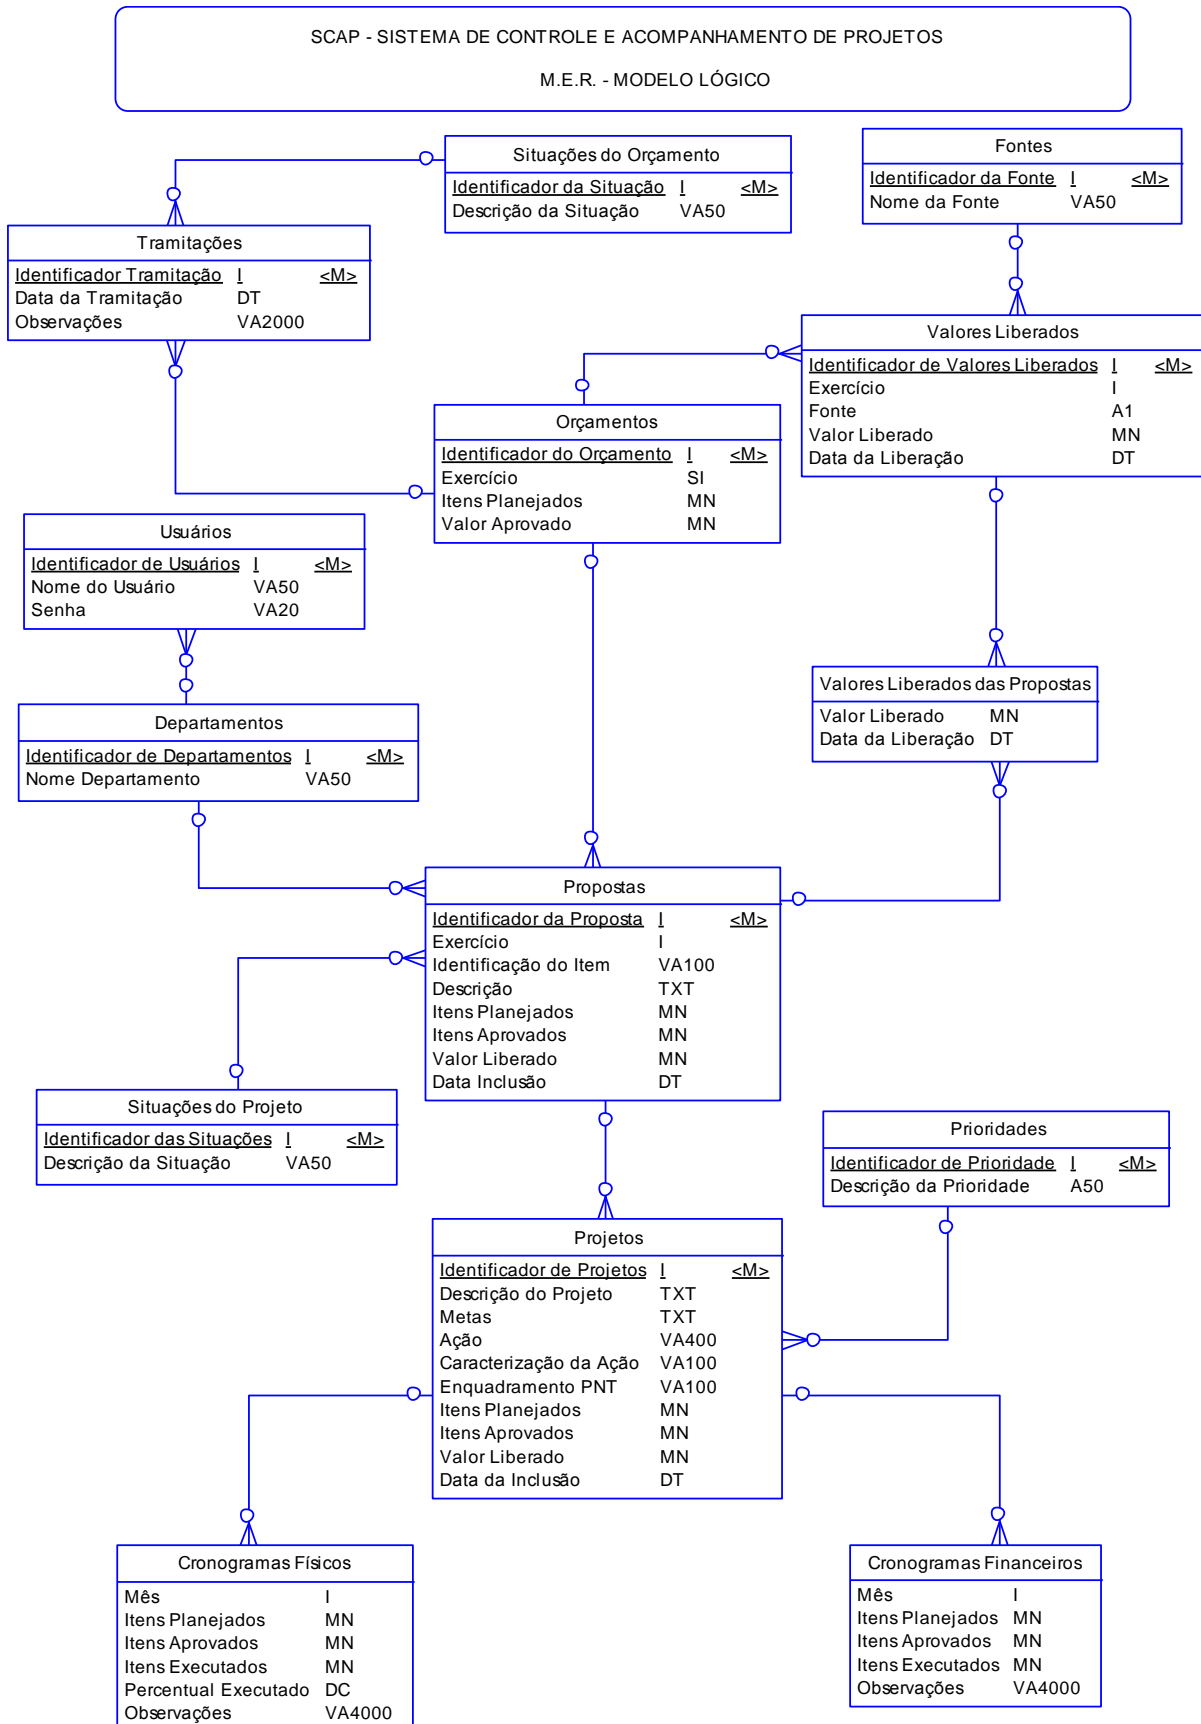 SCAP - SISTEMA DE CONTROLE E ACOMPANHAMENTO DE PROJETOS
M.E.R. - MODELO LÓGICO
Situações do Orçamento
Identificador da Situação I <M>
Descrição da Situação VA50
Fontes
Identificador da Fonte I <M>
Nome da Fonte VA50
Tramitações
Identificador Tramitação I <M>
Data da Tramitação DT
Observações VA2000
Valores Liberados
Identificador de Valores Liberados I <M>
Exercício I
Fonte A1
Valor Liberado MN
Data da Liberação DT
Orçamentos
Identificador do Orçamento I <M>
Exercício SI
Itens Planejados MN
Valor Aprovado MN
Usuários
Identificador de Usuários I <M>
Nome do Usuário VA50
Senha VA20
Valores Liberados das Propostas
Valor Liberado MN
Data da Liberação DT
Departamentos
Identificador de Departamentos I <M>
Nome Departamento VA50
Propostas
Identificador da Proposta I <M>
Exercício I
Identificação do Item VA100
Descrição TXT
Itens Planejados MN
Itens Aprovados MN
Valor Liberado MN
Data Inclusão DT
Situações do Projeto
Identificador das Situações I <M>
Descrição da Situação VA50
Prioridades
Identificador de Prioridade I <M>
Descrição da Prioridade A50
Projetos
Identificador de Projetos I <M>
Descrição do Projeto TXT
Metas TXT
Ação VA400
Caracterização da Ação VA100
Enquadramento PNT VA100
Itens Planejados MN
Itens Aprovados MN
Valor Liberado MN
Data da Inclusão DT
Cronogramas Físicos
Mês I
Itens Planejados MN
Itens Aprovados MN
Itens Executados MN
Percentual Executado DC
Observações VA4000
Cronogramas Financeiros
Mês I
Itens Planejados MN
Itens Aprovados MN
Itens Executados MN
Observações VA4000